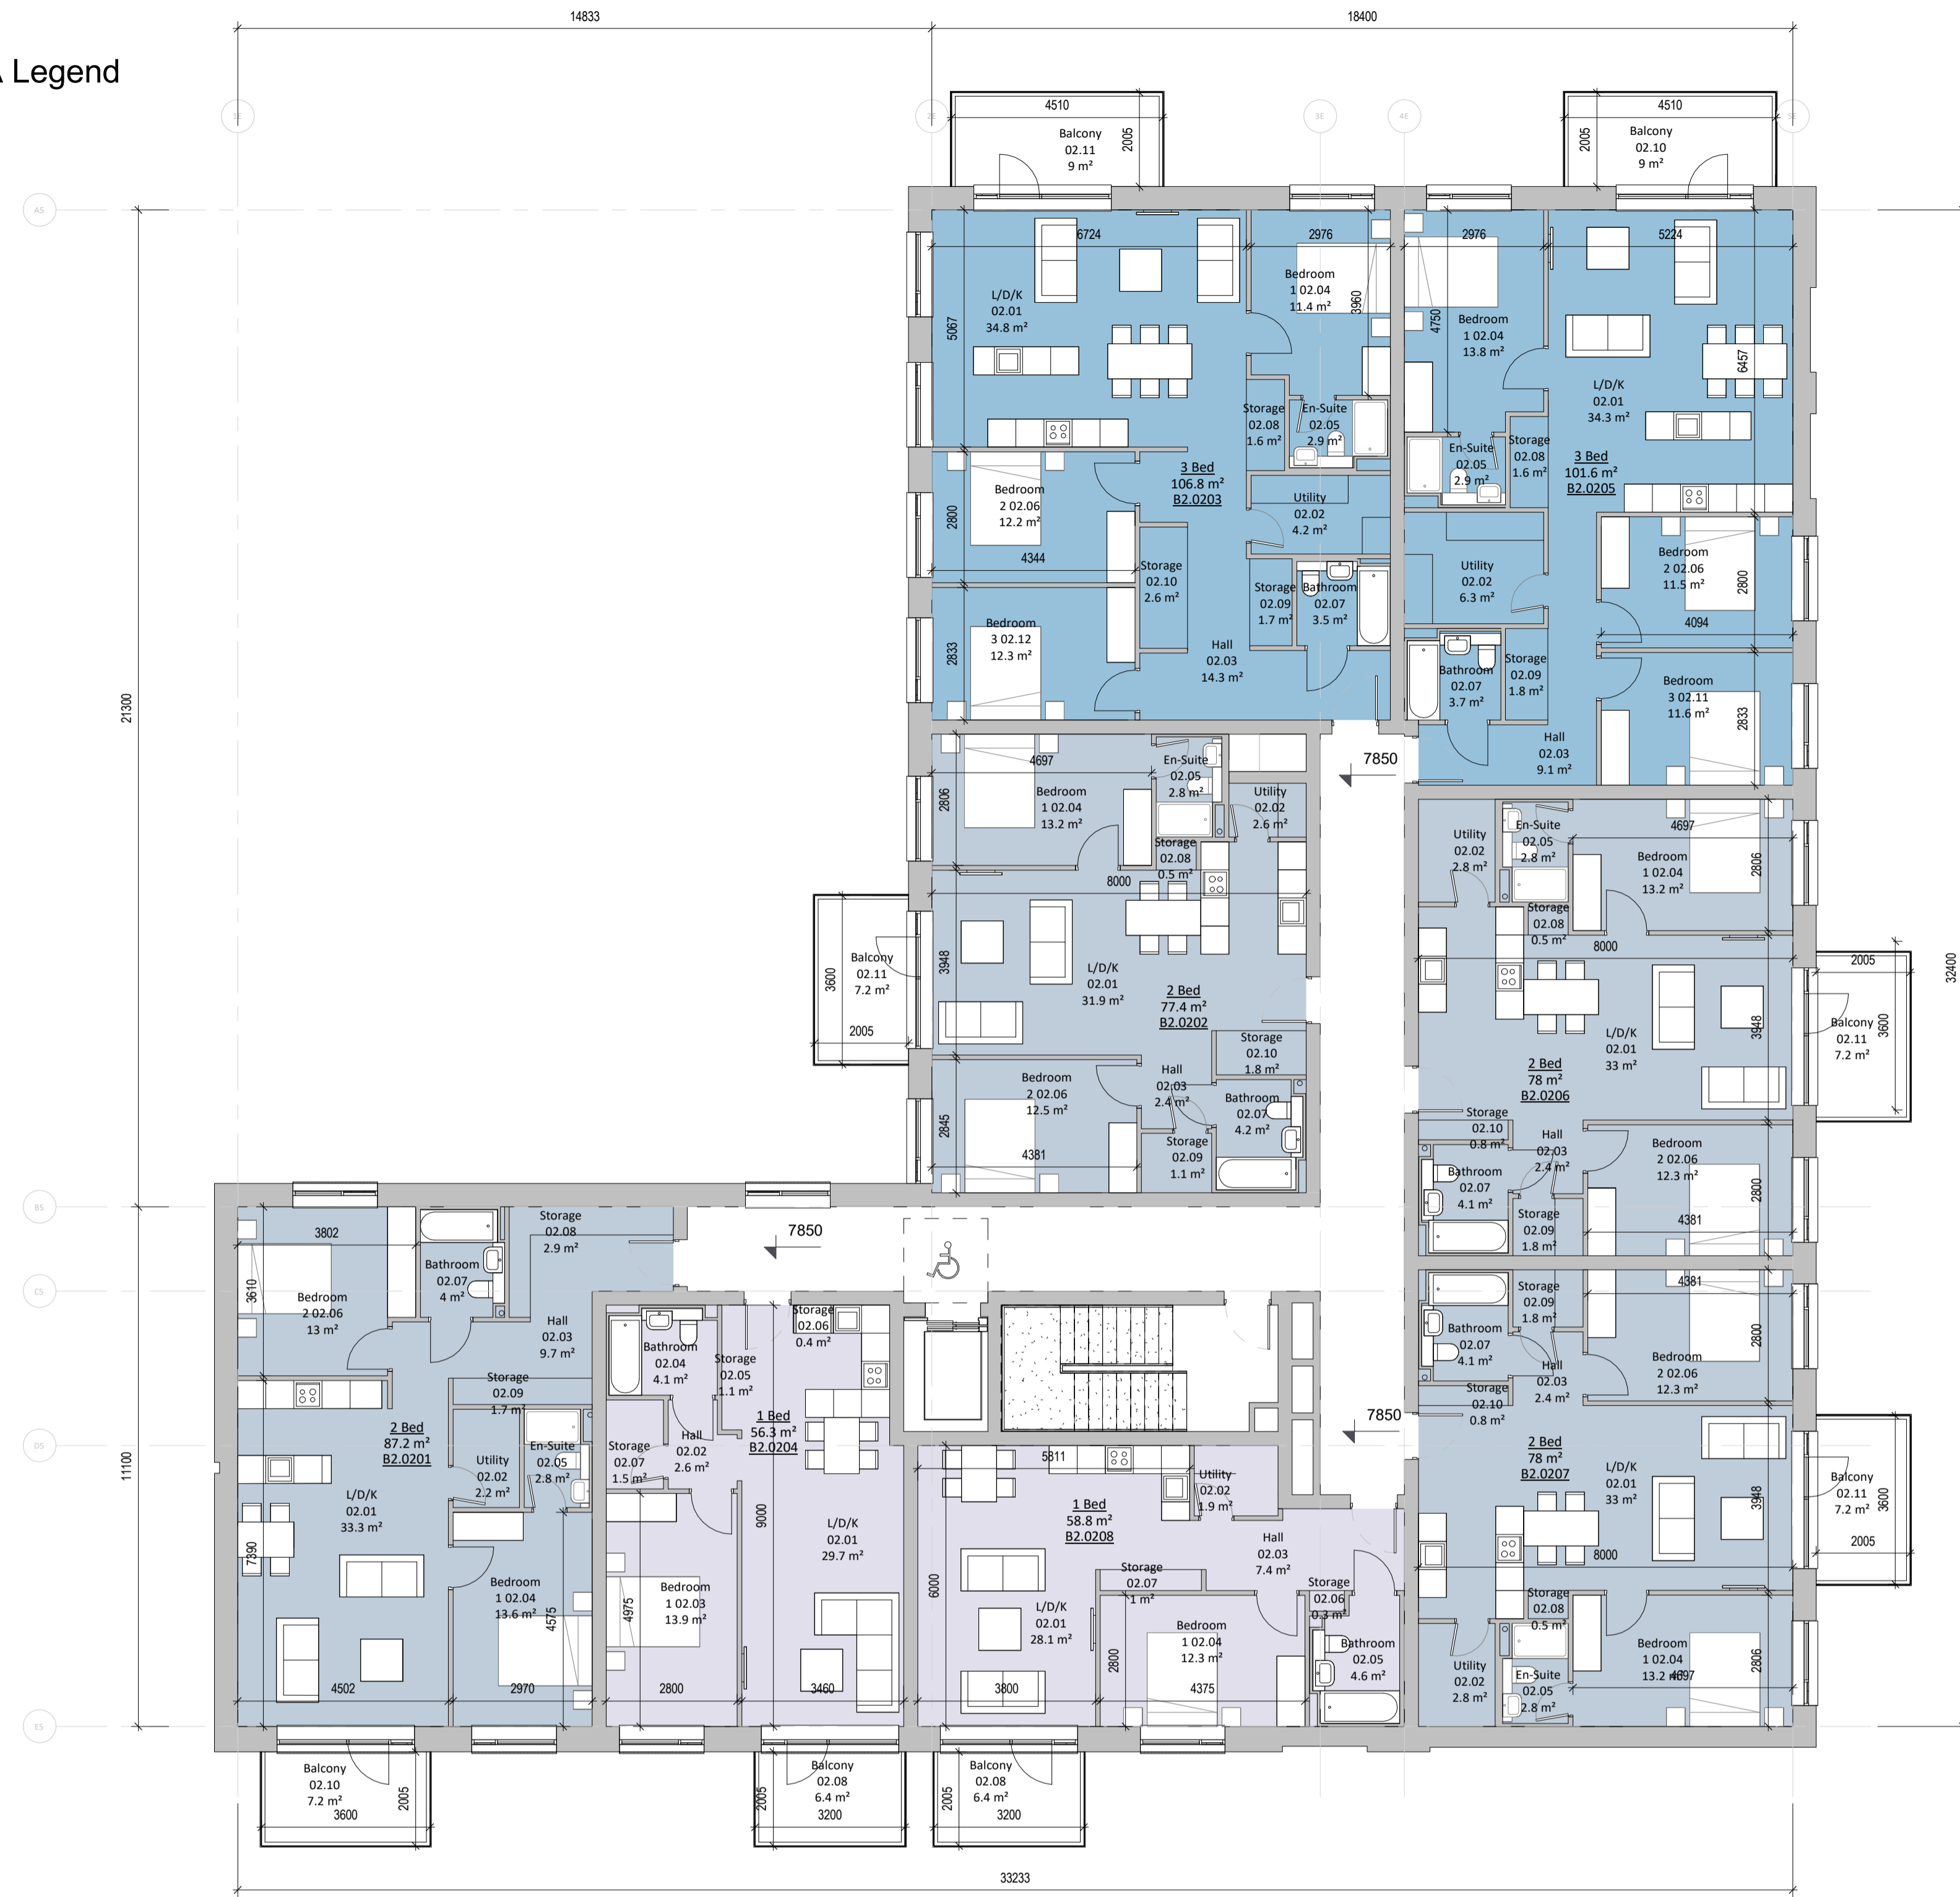 Legend
14833
18400
1E
2E
3E
4E
5E
A5
B5
C5
D5
E5
21300
11100
32400
33233
4510
2005
Balcony
02.11
9 m²
4510
2005
Balcony
02.10
9 m²
6724
2976
2976
5224
L/D/K
02.01
34.8 m²
5067
Bedroom
1 02.04
11.4 m²
3960
Storage
02.08
1.6 m²
En-Suite
02.05
2.9 m²
3 Bed
106.8 m²
B2.0203
Utility
02.02
4.2 m²
Bedroom
2 02.06
12.2 m²
2800
4344
Storage
02.10
2.6 m²
Storage
02.09
1.7 m²
Bathroom
02.07
3.5 m²
Bedroom
3 02.12
12.3 m²
2833
Hall
02.03
14.3 m²
4750
Bedroom
1 02.04
13.8 m²
6457
L/D/K
02.01
34.3 m²
En-Suite
02.05
2.9 m²
Storage
02.08
1.6 m²
3 Bed
101.6 m²
B2.0205
Utility
02.02
6.3 m²
Bedroom
2 02.06
11.5 m²
2800
4094
Bathroom
02.07
3.7 m²
Storage
02.09
1.8 m²
Bedroom
3 02.11
11.6 m²
2833
Hall
02.03
9.1 m²
7850
4697
2806
Bedroom
1 02.04
13.2 m²
En-Suite
02.05
2.8 m²
Utility
02.02
2.6 m²
Storage
02.08
0.5 m²
8000
3948
Balcony
02.11
7.2 m²
3600
2005
L/D/K
02.01
31.9 m²
2 Bed
77.4 m²
B2.0202
Storage
02.10
1.8 m²
Bedroom
2 02.06
12.5 m²
2845
4381
Hall
02.03
2.4 m²
Bathroom
02.07
4.2 m²
Storage
02.09
1.1 m²
Utility
02.02
2.8 m²
En-Suite
02.05
2.8 m²
4697
Bedroom
1 02.04
13.2 m²
2806
Storage
02.08
0.5 m²
8000
2005
Balcony
02.11
7.2 m²
3600
L/D/K
02.01
33 m²
3948
2 Bed
78 m²
B2.0206
Storage
02.10
0.8 m²
Hall
02.03
2.4 m²
Bedroom
2 02.06
12.3 m²
2800
Bathroom
02.07
4.1 m²
Storage
02.09
1.8 m²
4381
4381
Storage
02.09
1.8 m²
Bathroom
02.07
4.1 m²
2800
Bedroom
2 02.06
12.3 m²
Hall
02.03
2.4 m²
Storage
02.10
0.8 m²
2 Bed
78 m²
B2.0207
L/D/K
02.01
33 m²
3948
Balcony
02.11
7.2 m²
3600
2005
8000
Storage
02.08
0.5 m²
Bedroom
1 02.04
13.2 m²
4697
2806
Utility
02.02
2.8 m²
En-Suite
02.05
2.8 m²
7850
7850
3802
3610
Bedroom
2 02.06
13 m²
Bathroom
02.07
4 m²
Storage
02.08
2.9 m²
Hall
02.03
9.7 m²
Storage
02.09
1.7 m²
2 Bed
87.2 m²
B2.0201
Utility
02.02
2.2 m²
En-Suite
02.05
2.8 m²
L/D/K
02.01
33.3 m²
7390
Bedroom
1 02.04
13.6 m²
4575
4502
2970
Balcony
02.10
7.2 m²
3600
2005
Bathroom
02.04
4.1 m²
Storage
02.05
1.1 m²
Storage
02.06
0.4 m²
1 Bed
56.3 m²
B2.0204
Hall
02.02
2.6 m²
Storage
02.07
1.5 m²
9000
L/D/K
02.01
29.7 m²
Bedroom
1 02.03
13.9 m²
4975
2800
3460
Balcony
02.08
6.4 m²
3200
2005
5811
Utility
02.02
1.9 m²
1 Bed
58.8 m²
B2.0208
Hall
02.03
7.4 m²
Storage
02.07
1 m²
Storage
02.06
0.3 m²
6000
L/D/K
02.01
28.1 m²
2800
Bedroom
1 02.04
12.3 m²
Bathroom
02.05
4.6 m²
3800
4375
Balcony
02.08
6.4 m²
3200
2005